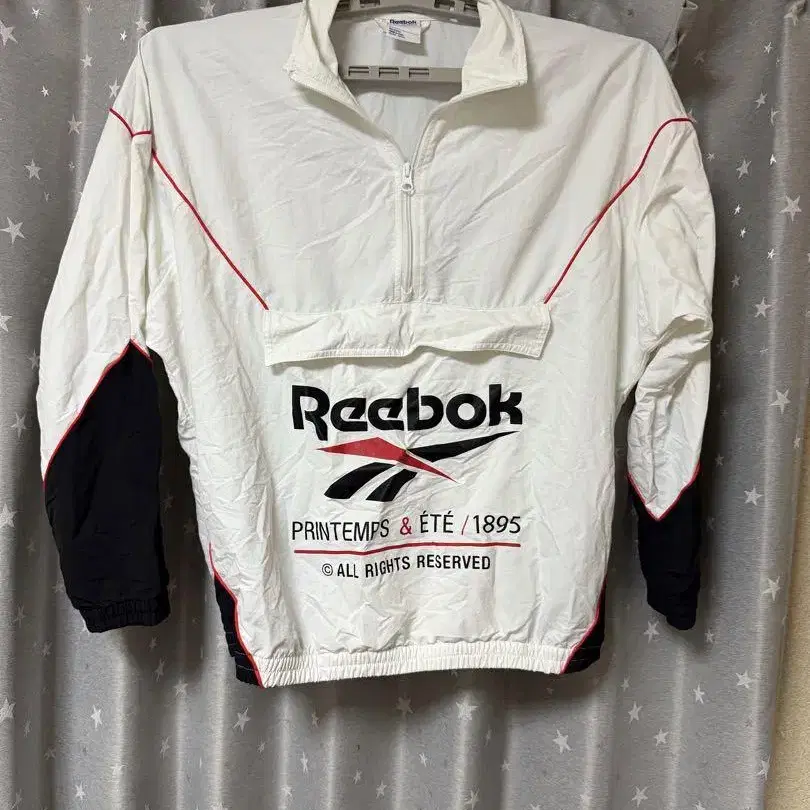 Reebok
Reebok
PRINTEMPS & ÉTÉ / 1895
© ALL RIGHTS RESERVED